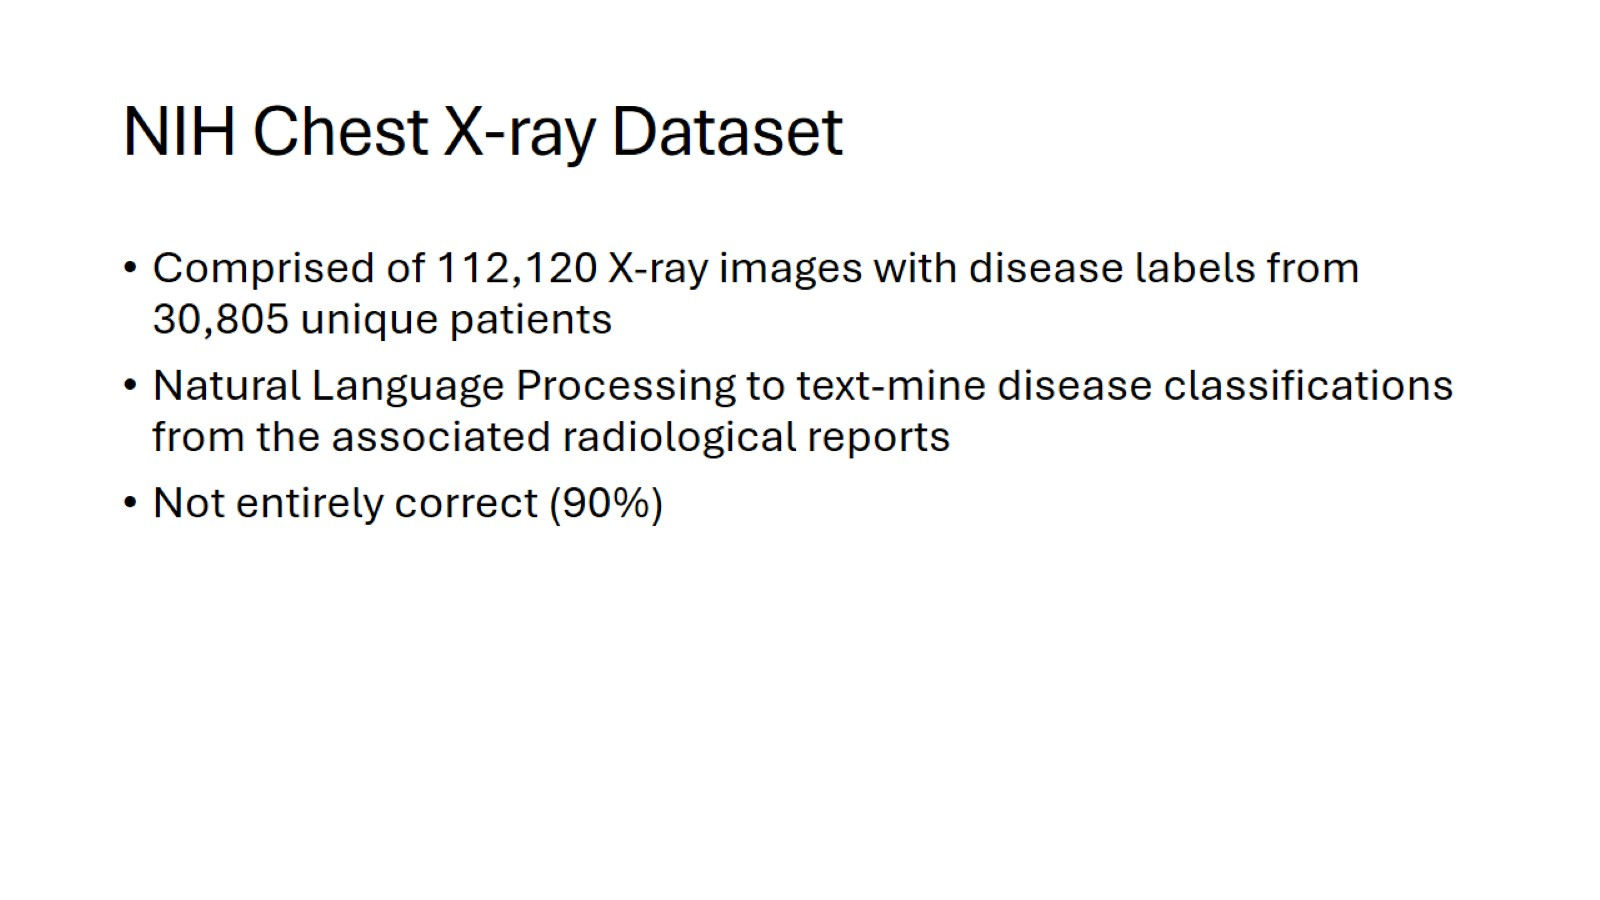 NIH Chest X-ray Dataset
• Comprised of 112,120 X-ray images with disease labels from
30,805 unique patients
• Natural Language Processing to text-mine disease classifications
from the associated radiological reports
• Not entirely correct (90%)